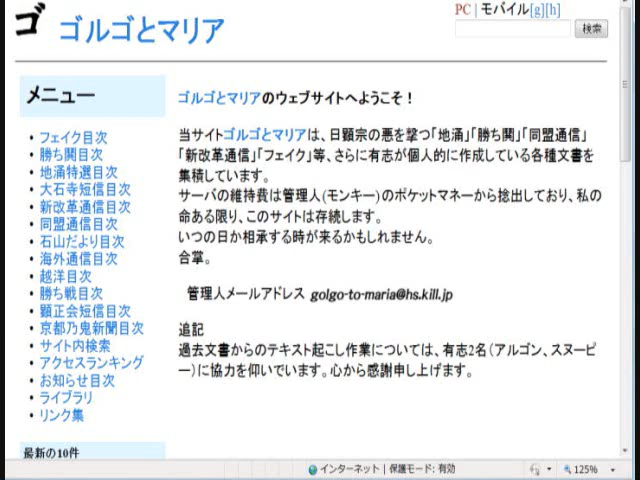 ゴ ゴルゴとマリア
PC | モバイル[g][h]
検索
メニュー
・フェイク目次
・勝ち鬨目次
・地涌特選目次
・大石寺短信目次
・新改革通信目次
・同盟通信目次
・石山だより目次
・海外通信目次
・越洋目次
・勝ち戦目次
・顕正会短信目次
・京都乃鬼新聞目次
・サイト内検索
・アクセスランキング
・お知らせ目次
・ライブラリ
・リンク集
最新の10件
ゴルゴとマリアのウェブサイトへようこそ！
当サイトゴルゴとマリアは、日顕宗の悪を撃つ「地涌」「勝ち鬨」「同盟通信」
「新改革通信」「フェイク」等、さらに有志が個人的に作成している各種文書を
集積しています。
サーバの維持費は管理人(モンキー)のポケットマネーから捻出しており、私の
命ある限り、このサイトは存続します。
いつの日か相承する時が来るかもしれません。
合掌。
管理人メールアドレス golgo-to-maria@hs.kill.jp
追記
過去文書からのテキスト起こし作業については、有志2名(アルゴン、スヌーピ
ー)に協力を仰いでいます。心から感謝申し上げます。
インターネット | 保護モード: 有効
125%